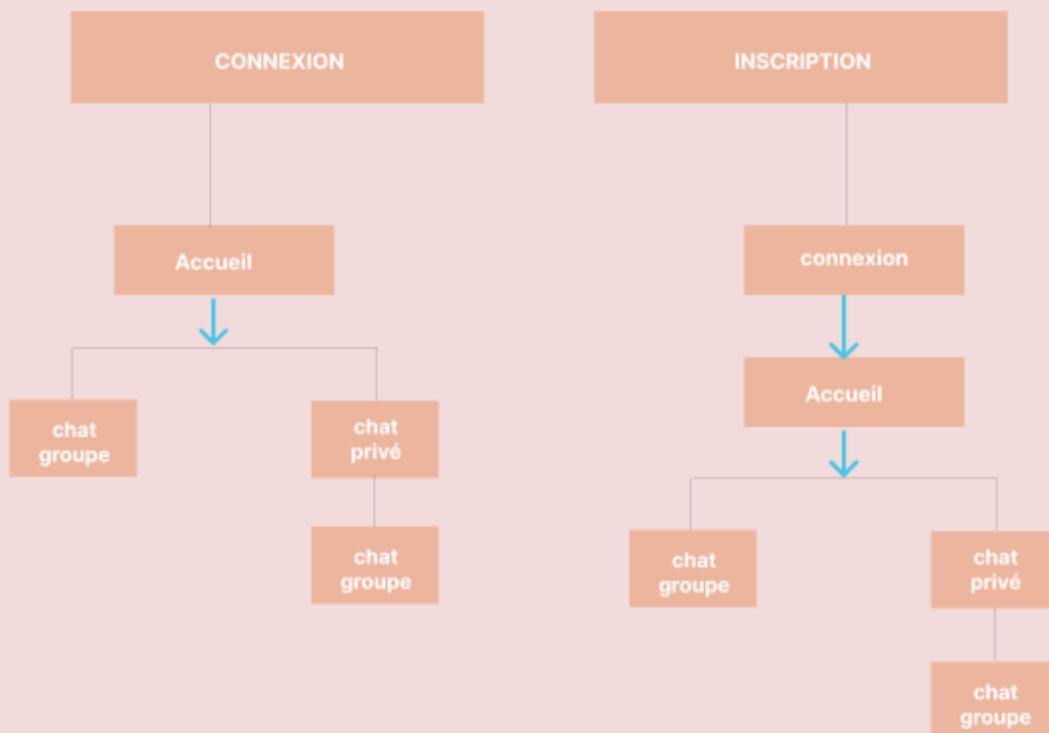 CONNEXION
INSCRIPTION
Accueil
connexion
Accueil
chat
groupe
chat
privé
chat
groupe
chat
groupe
chat
privé
chat
groupe